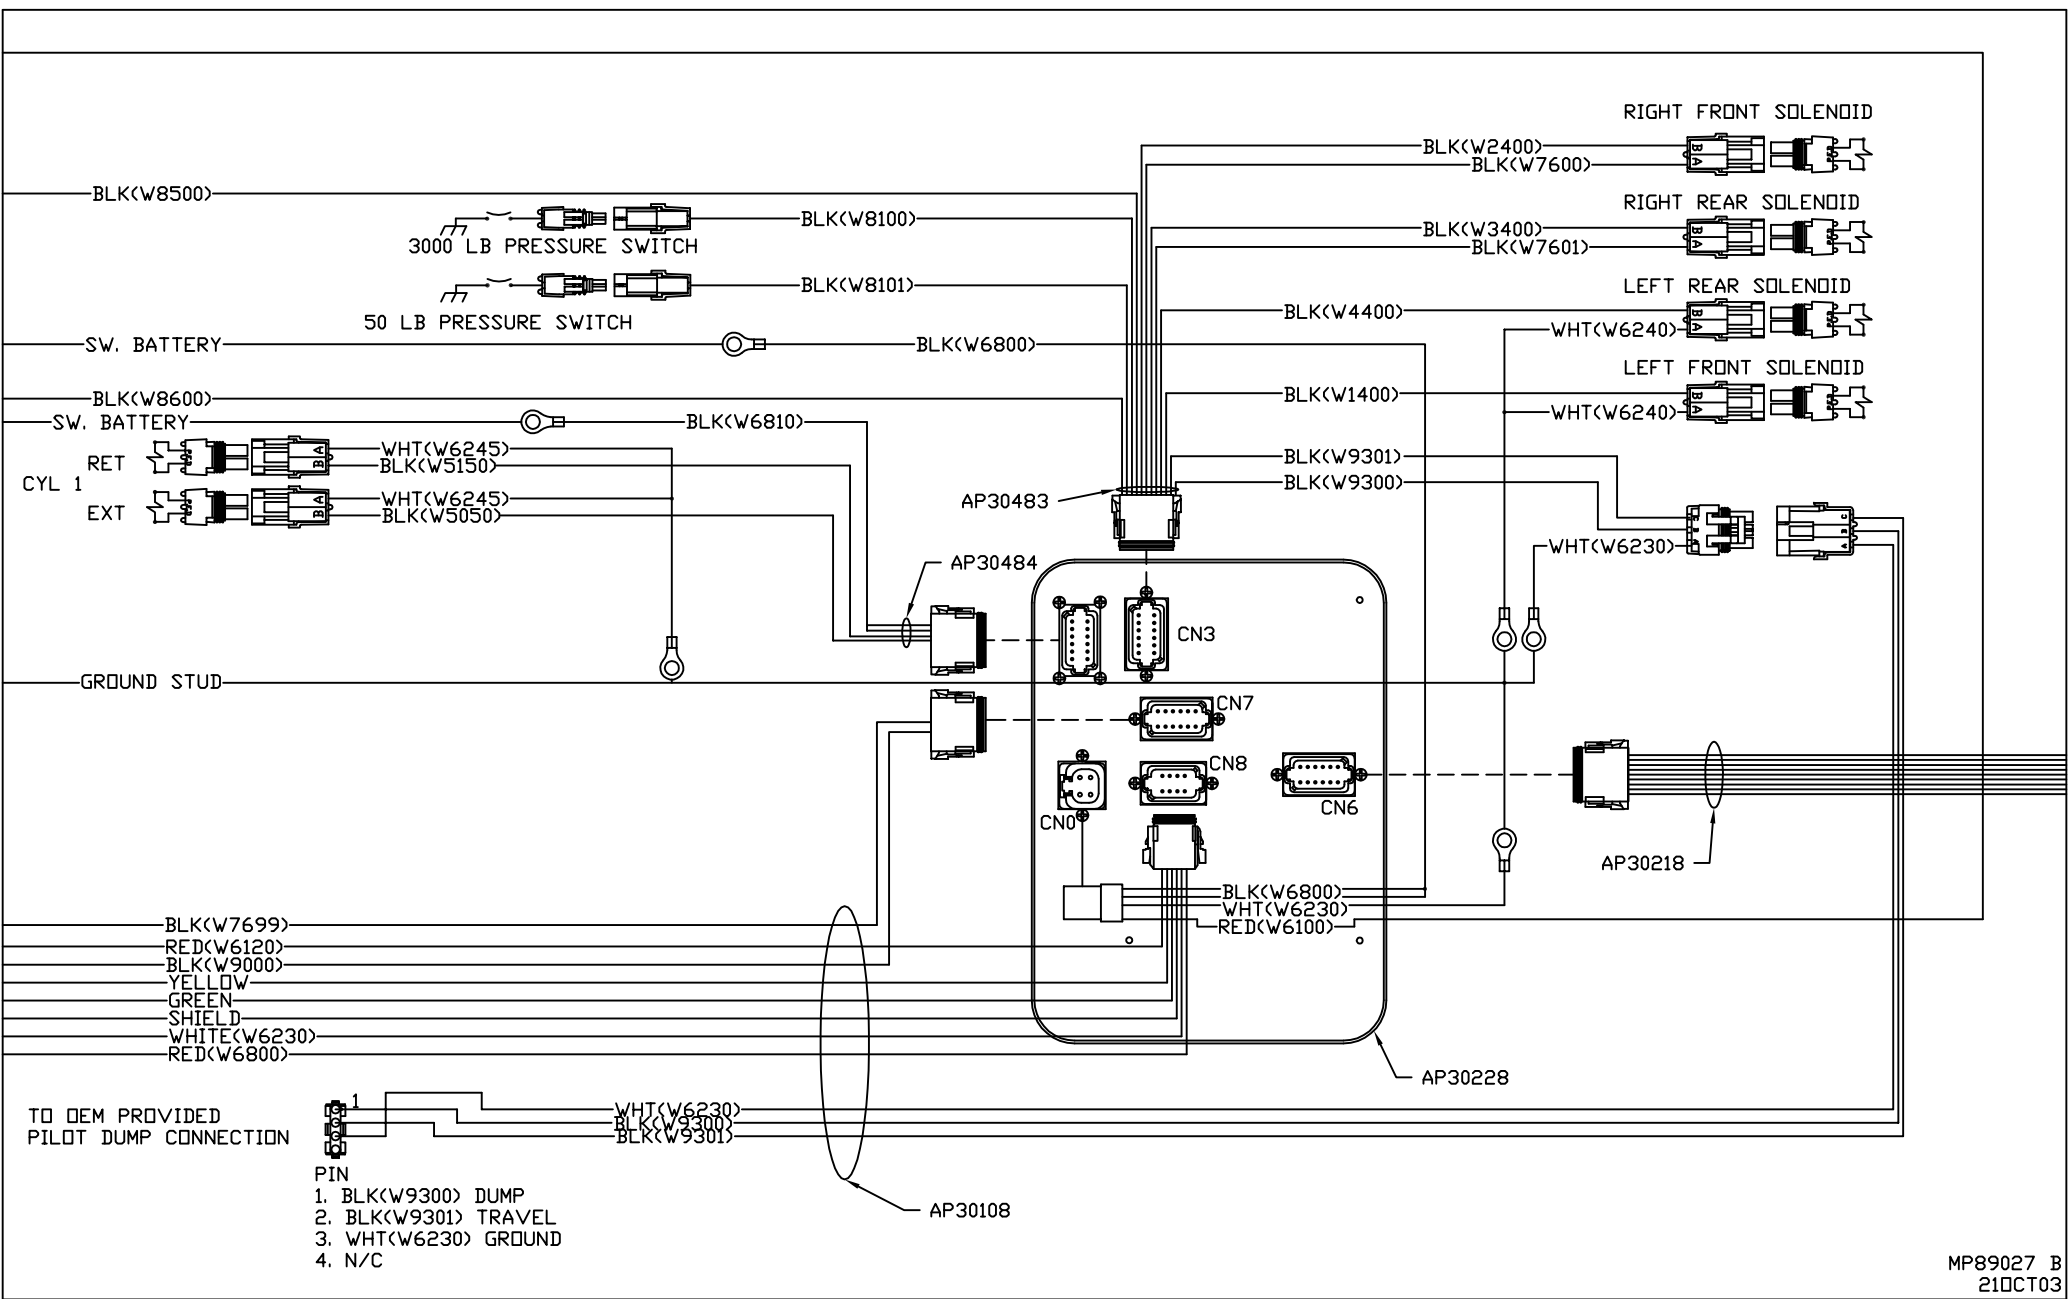 RIGHT FRONT SOLENOID
BLK(W2400)
BLK(W7600)
B
A
BLK(W8500)
RIGHT REAR SOLENOID
BLK(W8100)
3000 LB PRESSURE SWITCH
BLK(W3400)
BLK(W7601)
B
A
BLK(W8101)
50 LB PRESSURE SWITCH
LEFT REAR SOLENOID
BLK(W4400)
WHT(W6240)
B
A
SW. BATTERY
BLK(W6800)
LEFT FRONT SOLENOID
BLK(W8600)
BLK(W1400)
WHT(W6240)
B
A
SW. BATTERY
BLK(W6810)
CYL 1
RET
A
B
WHT(W6245)
BLK(W5150)
EXT
A
B
WHT(W6245)
BLK(W5050)
BLK(W9301)
BLK(W9300)
AP30483
WHT(W6230)
C
B
A
C
B
A
AP30484
CN3
GROUND STUD
CN7
CN8
CN0
CN6
AP30218
BLK(W6800)
WHT(W6230)
RED(W6100)
BLK(W7699)
RED(W6120)
BLK(W9000)
YELLOW
GREEN
SHIELD
WHITE(W6230)
RED(W6800)
AP30228
TO OEM PROVIDED
PILOT DUMP CONNECTION
1
WHT(W6230)
BLK(W9300)
BLK(W9301)
PIN
1. BLK(W9300) DUMP
2. BLK(W9301) TRAVEL
3. WHT(W6230) GROUND
4. N/C
AP30108
MP89027 B
21OCT03